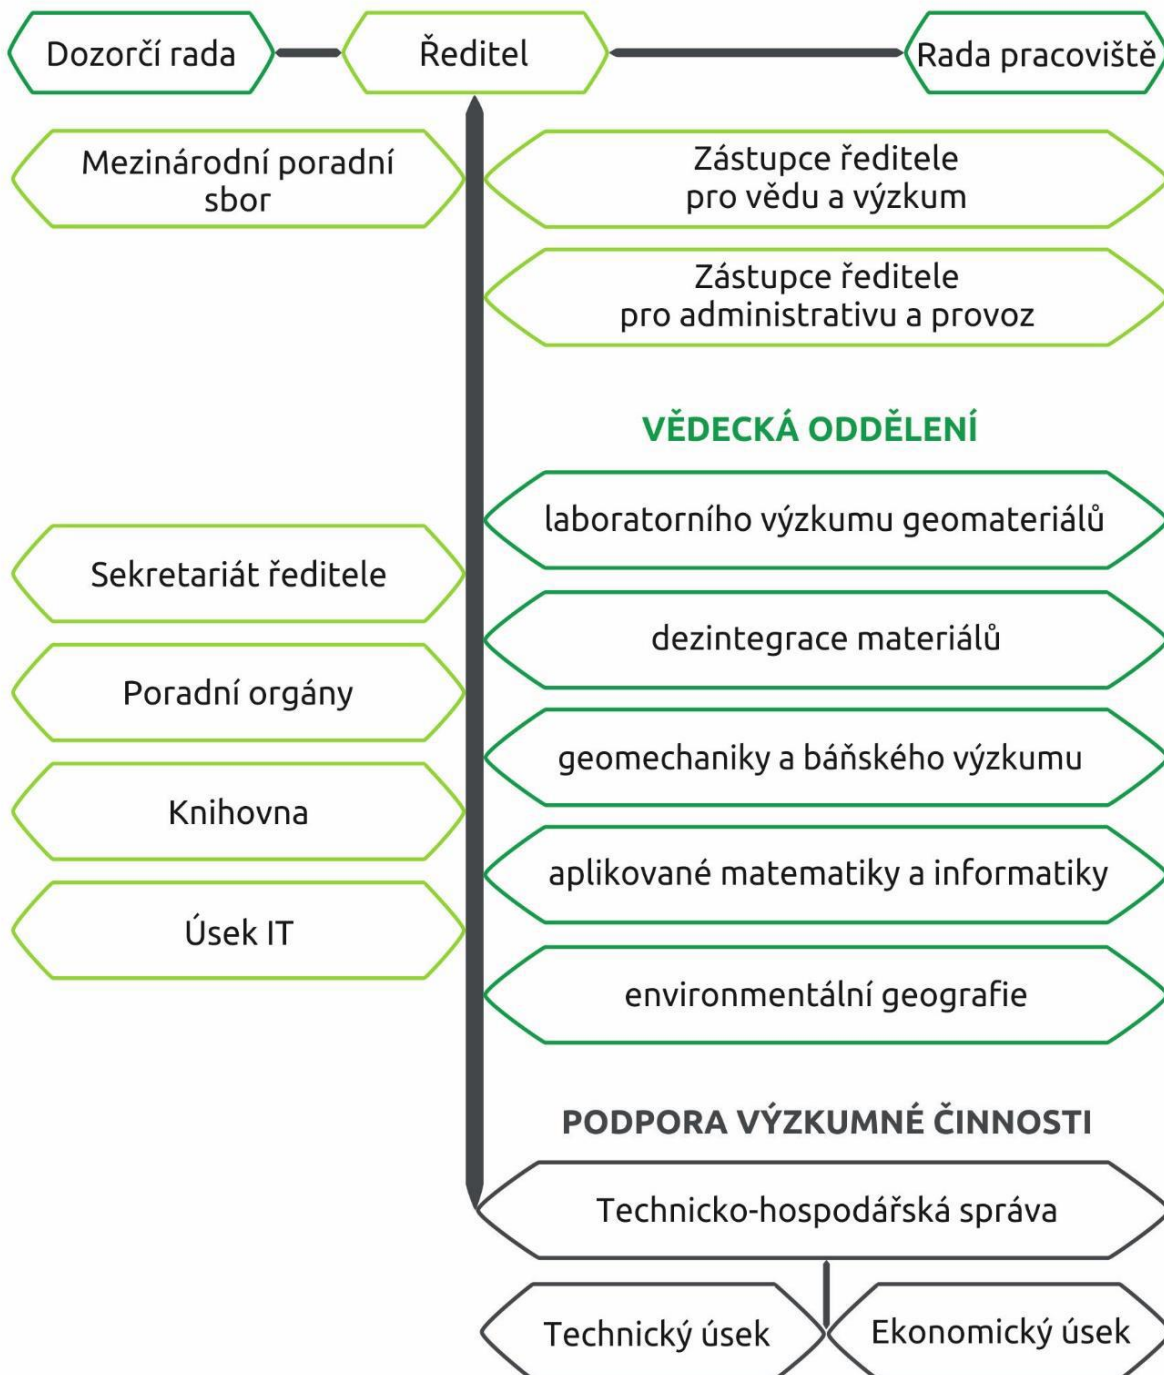 Dozorčí rada
Ředitel
Rada pracoviště
Mezinárodní poradní
sbor
Zástupce ředitele
pro vědu a výzkum
Zástupce ředitele
pro administrativu a provoz
VĚDECKÁ ODDĚLENÍ
laboratorního výzkumu geomateriálů
Sekretariát ředitele
dezintegrace materiálů
Poradní orgány
geomechaniky a báňského výzkumu
Knihovna
aplikované matematiky a informatiky
Úsek IT
environmentální geografie
PODPORA VÝZKUMNÉ ČINNOSTI
Technicko-hospodářská správa
Technický úsek
Ekonomický úsek